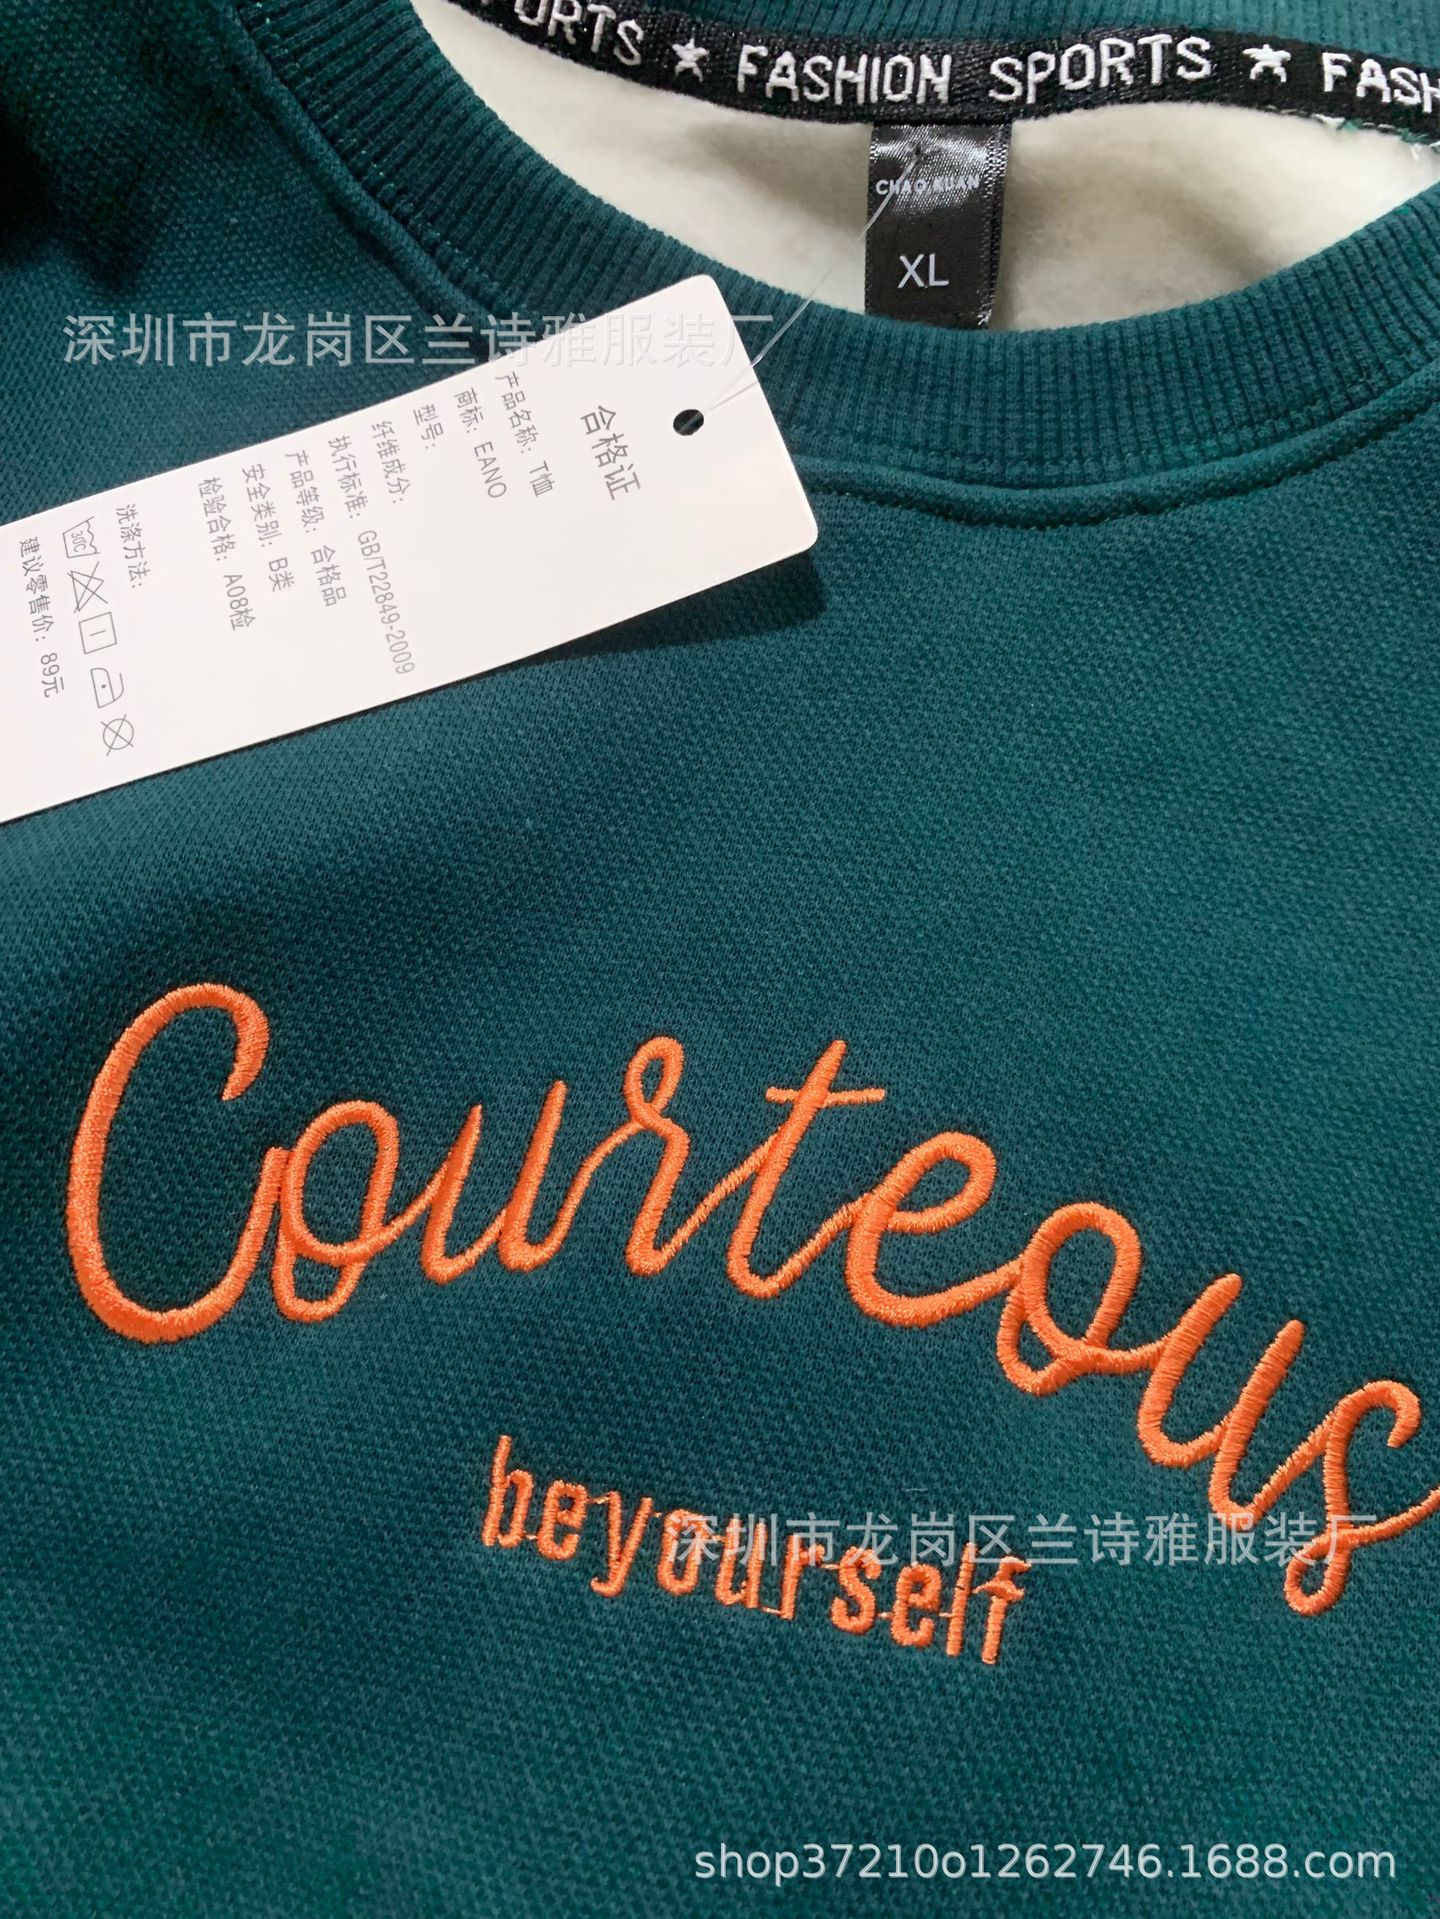 PORTS ★ FASHION SPORTS ★ FASH
CHAO KUAN
XL
深圳市龙岗区兰诗雅服装厂
合格证
产品名称: T恤
商标: EANO
型号:
纤维成分:
执行标准: GB/T22849-2009
产品等级: 合格品
安全类别: B类
检验合格: A08检
洗涤方法:
30C
建议零售价: 89元
Courteous
beyourself
深圳市龙岗区兰诗雅服装厂
shop37210o1262746.1688.com